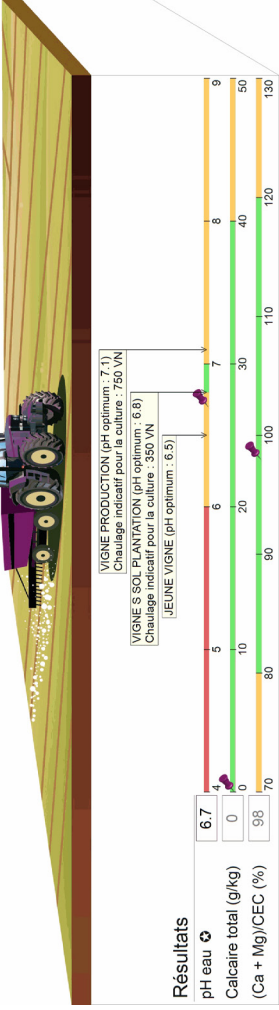 VIGNE PRODUCTION (pH optimum : 7.1)
Chaulage indicatif pour la culture : 750 VN
VIGNE S SOL PLANTATION (pH optimum : 6.8)
Chaulage indicatif pour la culture : 350 VN
JEUNE VIGNE (pH optimum : 6.5)
Résultats
pH eau ✪ 6.7
4 5 6 7 8 9
Calcaire total (g/kg) 0
0 10 20 30 40 50
(Ca + Mg)/CEC (%) 98
70 80 90 100 110 120 130